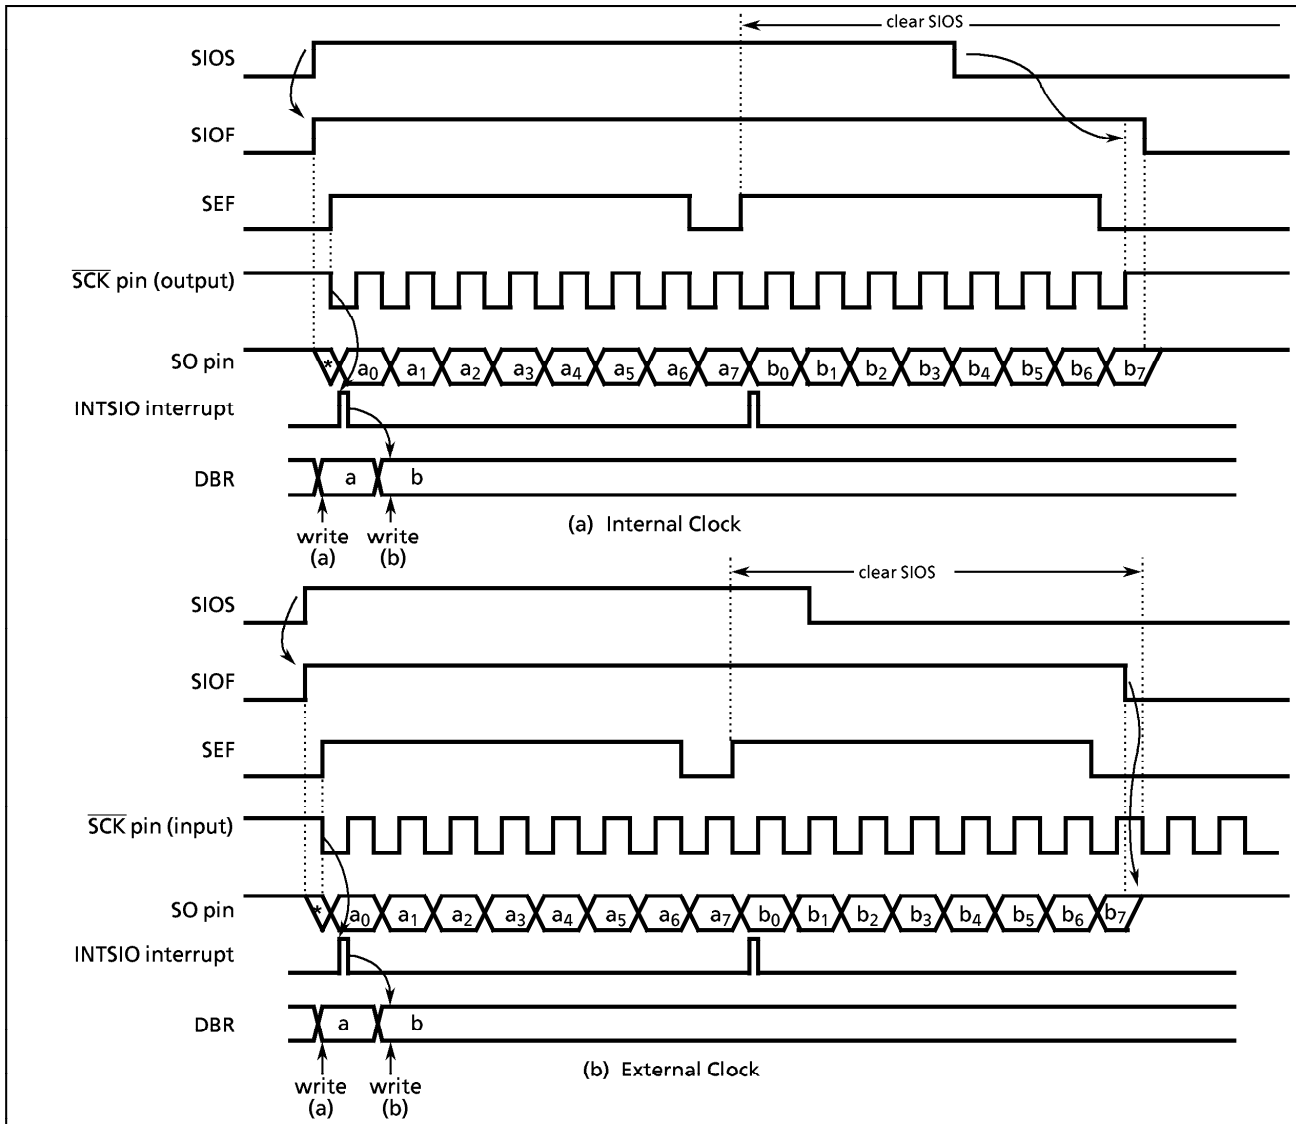 clear SIOS
SIOS
SIOF
SEF
S̅C̅K̅ pin (output)
SO pin * a0 a1 a2 a3 a4 a5 a6 a7 b0 b1 b2 b3 b4 b5 b6 b7
INTSIO interrupt
DBR a b
write (a) write (b)
(a) Internal Clock
clear SIOS
SIOS
SIOF
SEF
S̅C̅K̅ pin (input)
SO pin * a0 a1 a2 a3 a4 a5 a6 a7 b0 b1 b2 b3 b4 b5 b6 b7
INTSIO interrupt
DBR a b
write (a) write (b)
(b) External Clock